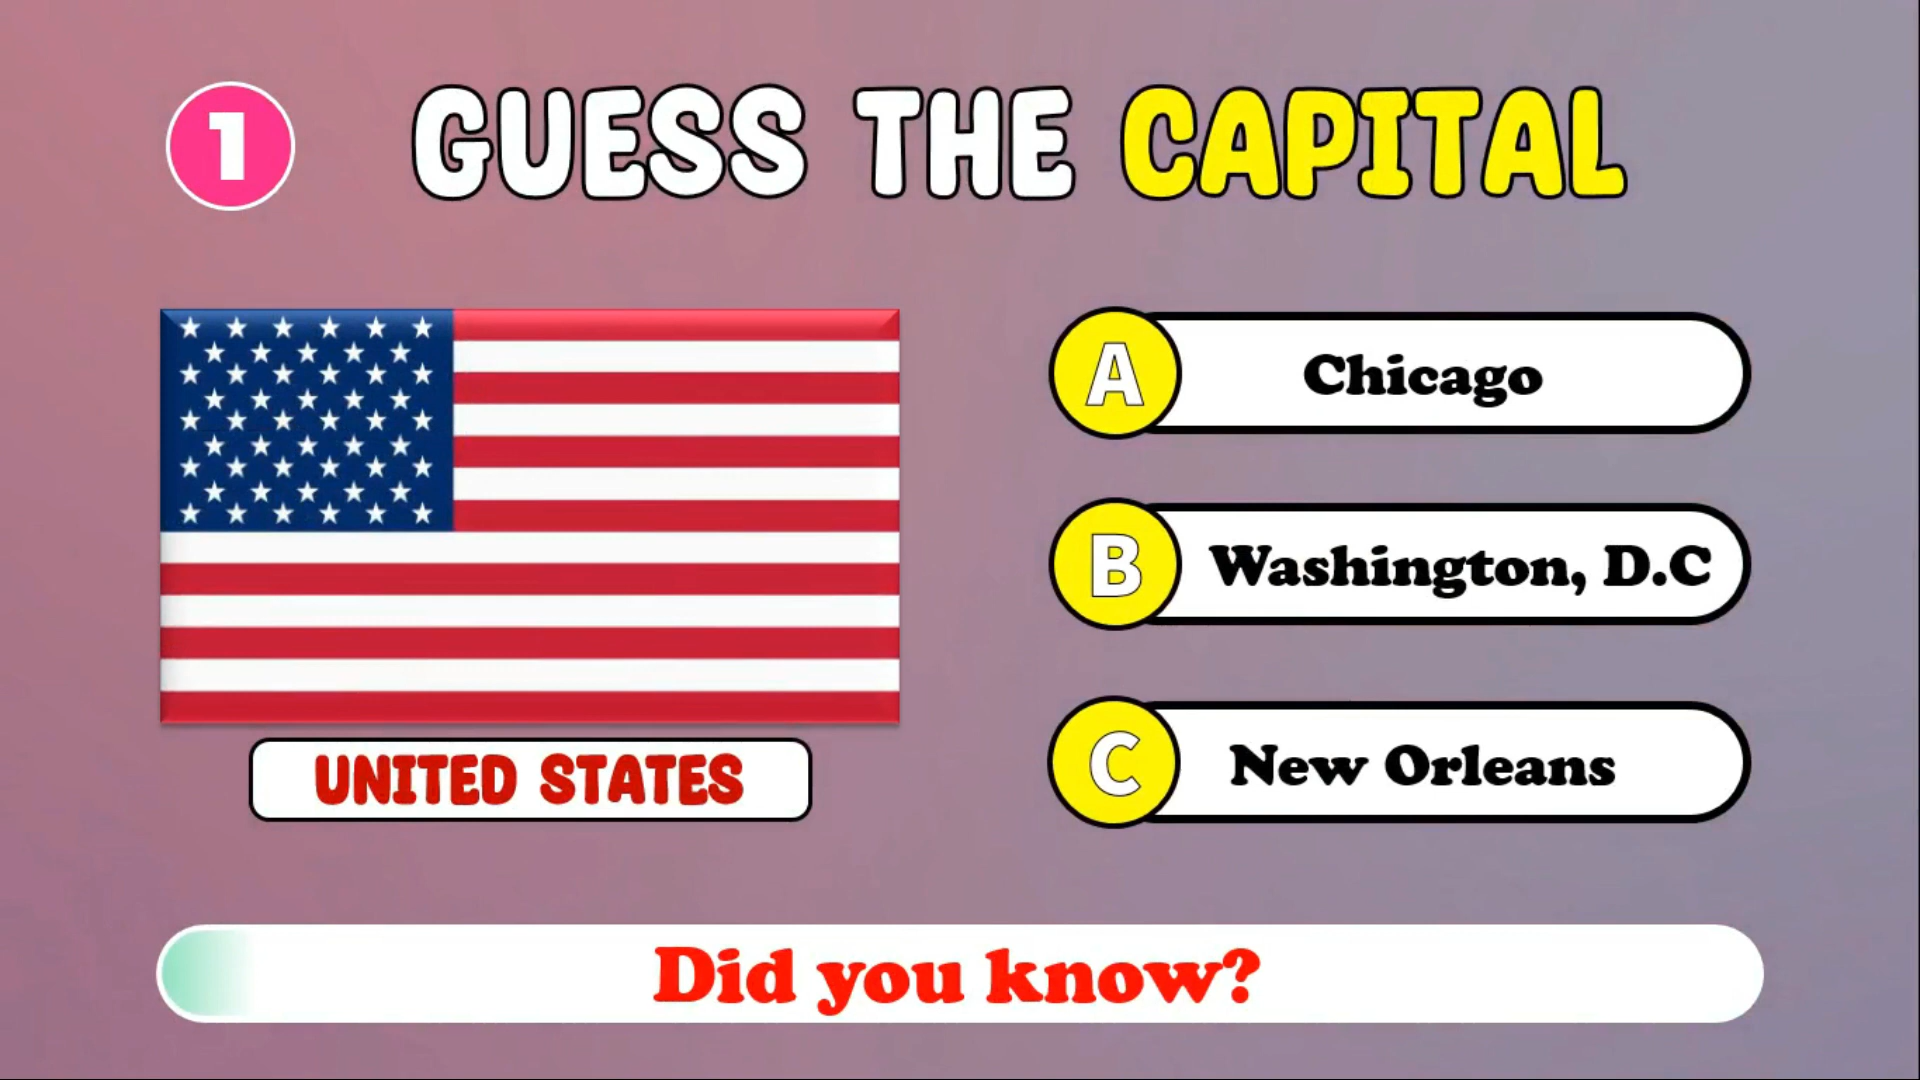 1
GUESS THE CAPITAL
A
Chicago
B
Washington, D.C
C
New Orleans
UNITED STATES
Did you know?